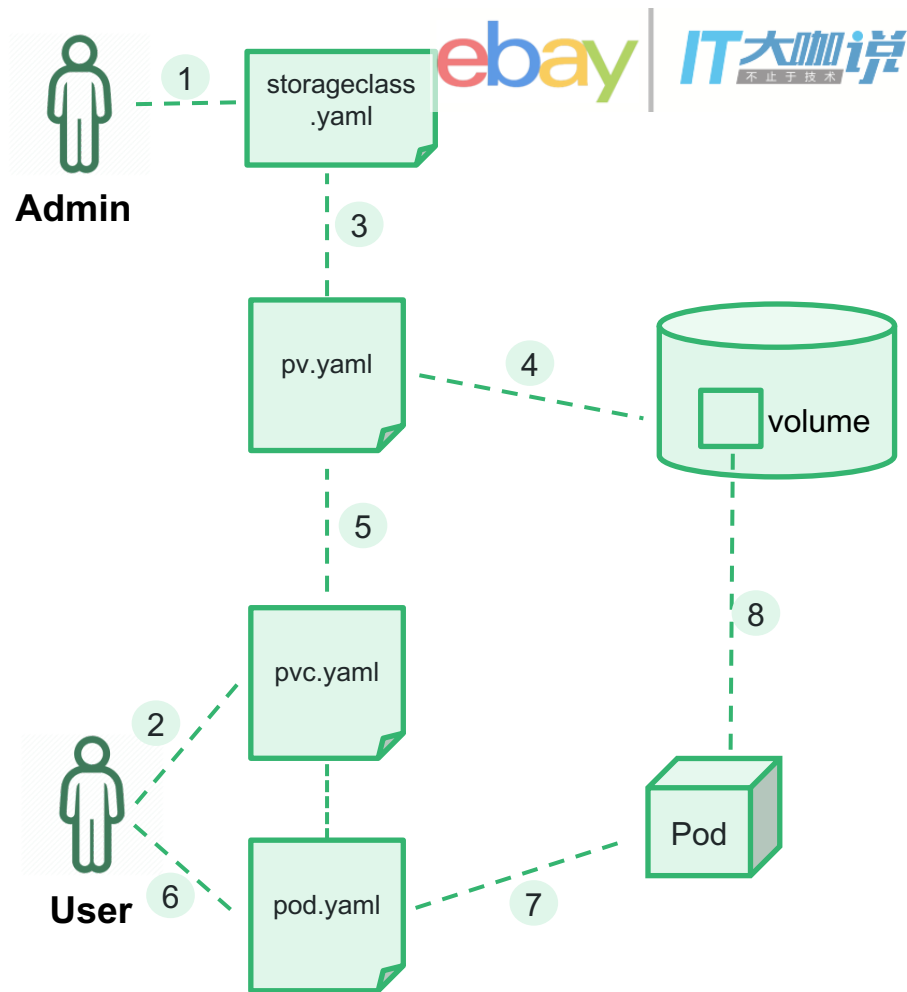 ebay
IT大咖说
不止于技术
1
storageclass
.yaml
Admin
3
pv.yaml
4
volume
5
8
pvc.yaml
2
Pod
6
User
pod.yaml
7